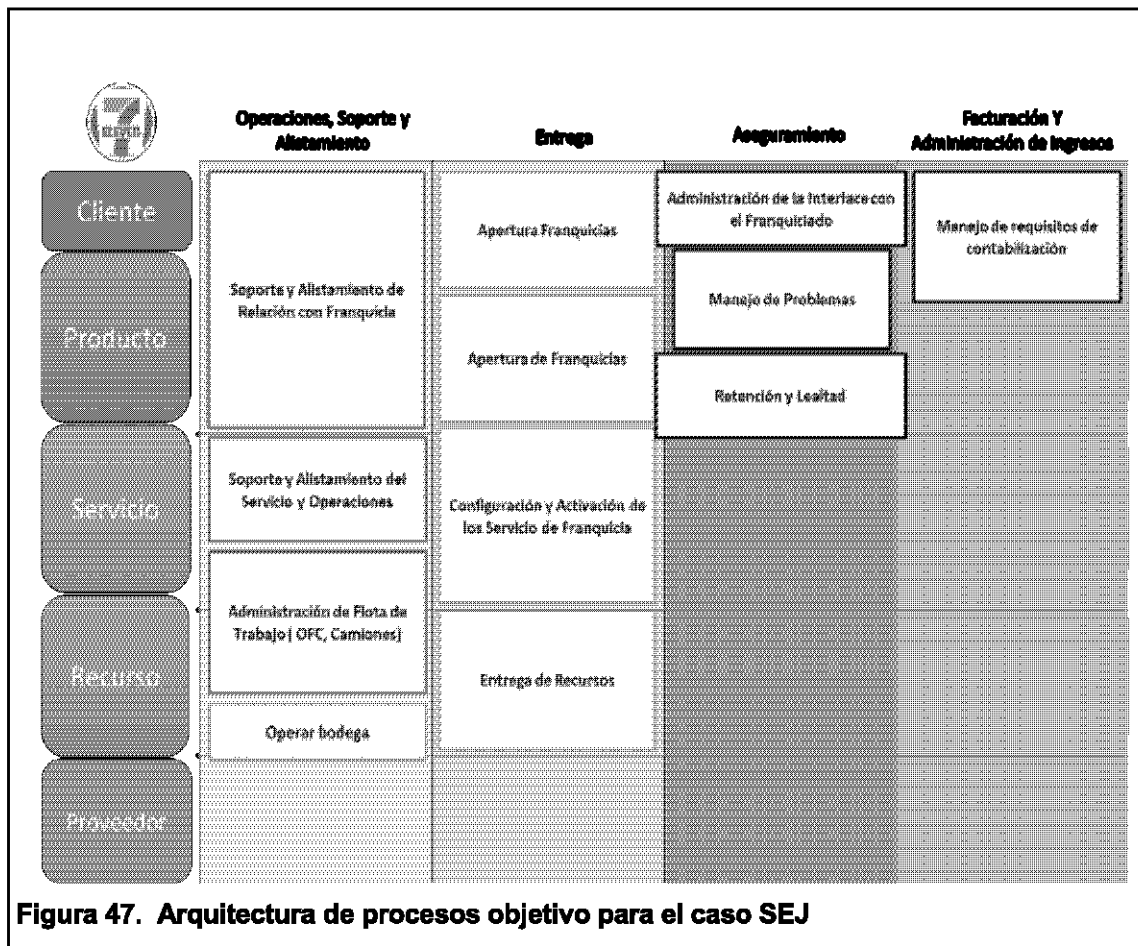 7
ELEVEN
Operaciones, Soporte y
Alistamiento
Entrega
Aseguramiento
Facturación Y
Administración de Ingresos
Cliente
Producto
Servicio
Recurso
Proveedor
Soporte y Alistamiento de
Relación con Franquicia
Soporte y Alistamiento del
Servicio y Operaciones
Administración de Flota de
Trabajo ( OFC, Camiones)
Operar bodega
Apertura Franquicias
Apertura de Franquicias
Configuración y Activación de
los Servicio de Franquicia
Entrega de Recursos
Administración de la Interface con
el Franquiciado
Manejo de Problemas
Retención y Lealtad
Manejo de requisitos de
contabilización
Figura 47. Arquitectura de procesos objetivo para el caso SEJ